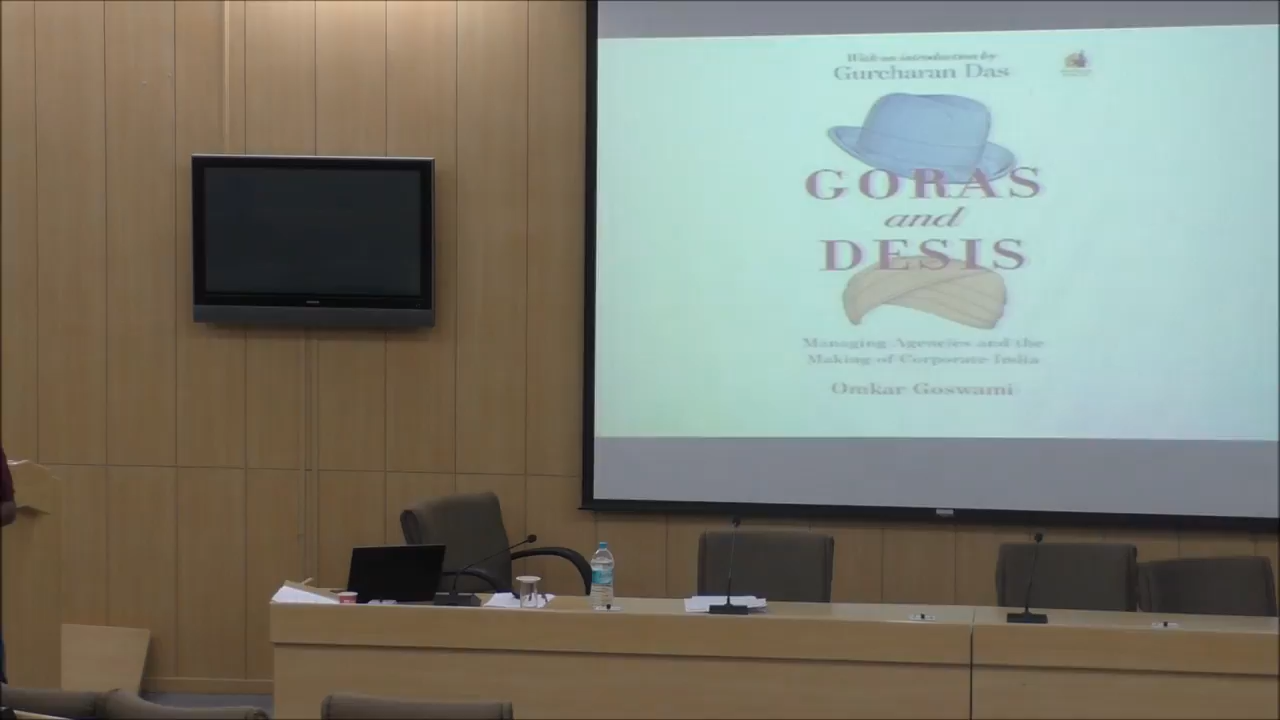 With an introduction by
Gurcharan Das
GORAS
and
DESIS
Managing Agencies and the
Making of Corporate India
Omkar Goswami